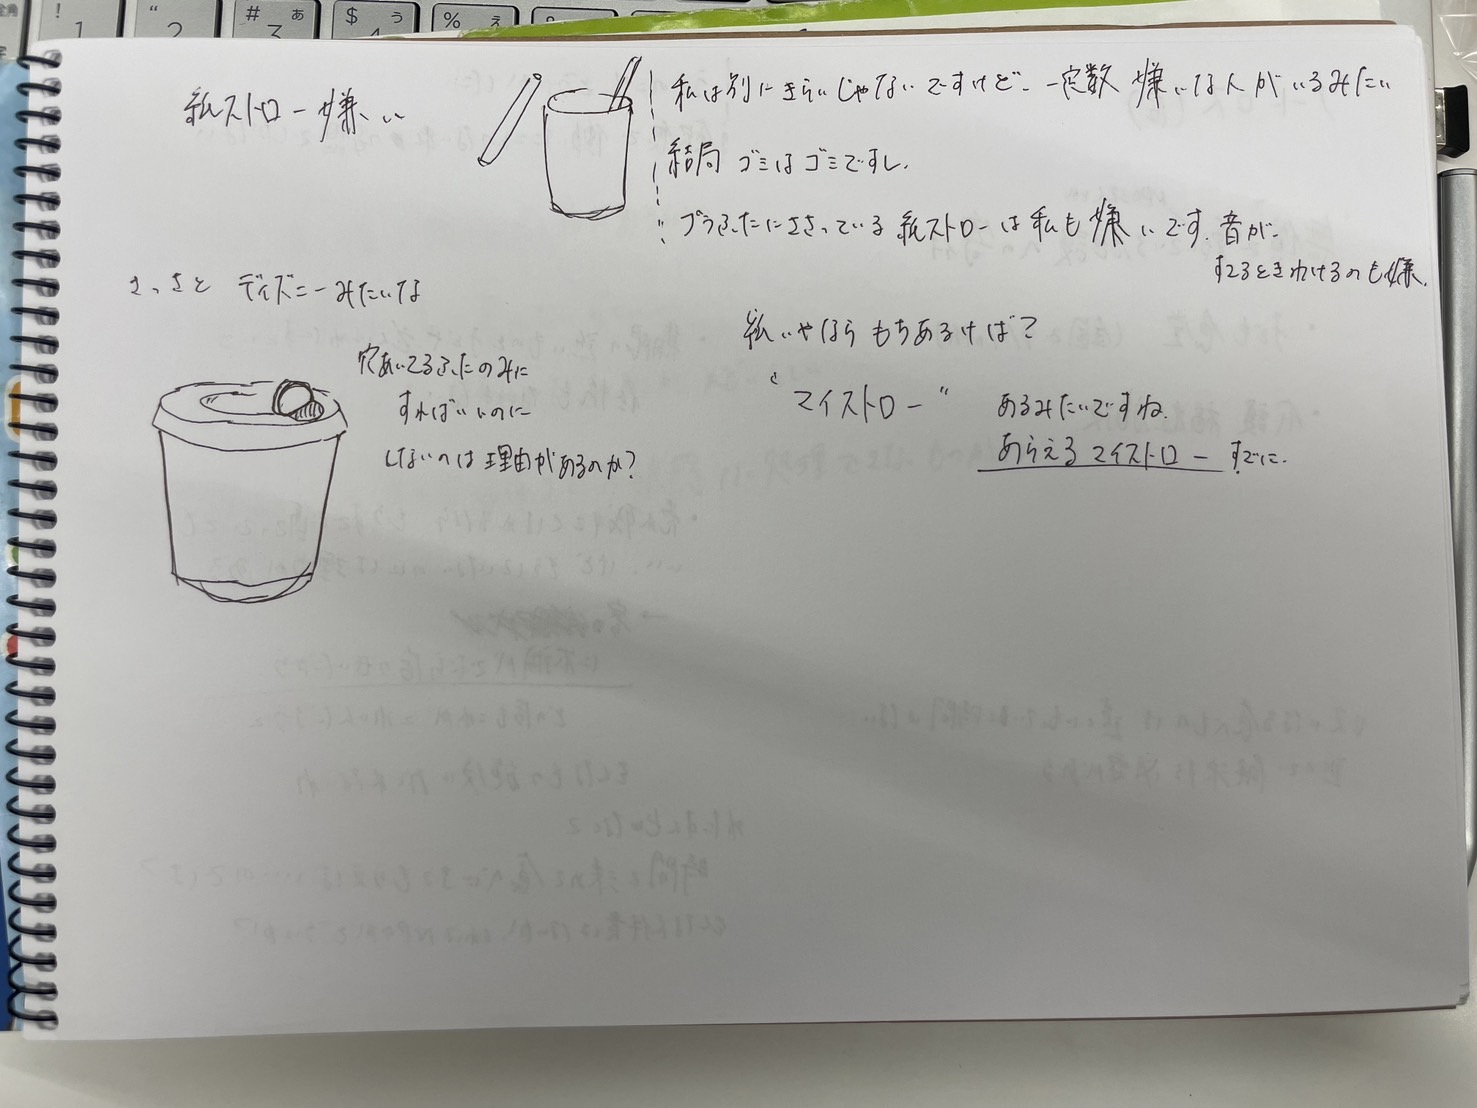 紙ストロー嫌い
私は別にきらいじゃないですけど、一定数 嫌いな人がいるみたい
結局 ゴミは ゴミですし、
プラふたにささっている 紙ストローは 私も 嫌いです。音が。
すてるときわけるのも嫌。
さっさと ディズニーみたいな
穴あいてるふたのみに
すればいいのに
しないのは 理由があるのか?
紙いやなら もちあるけば?
"マイストロー" あるみたいですね。
あらえるマイストロー すでに。